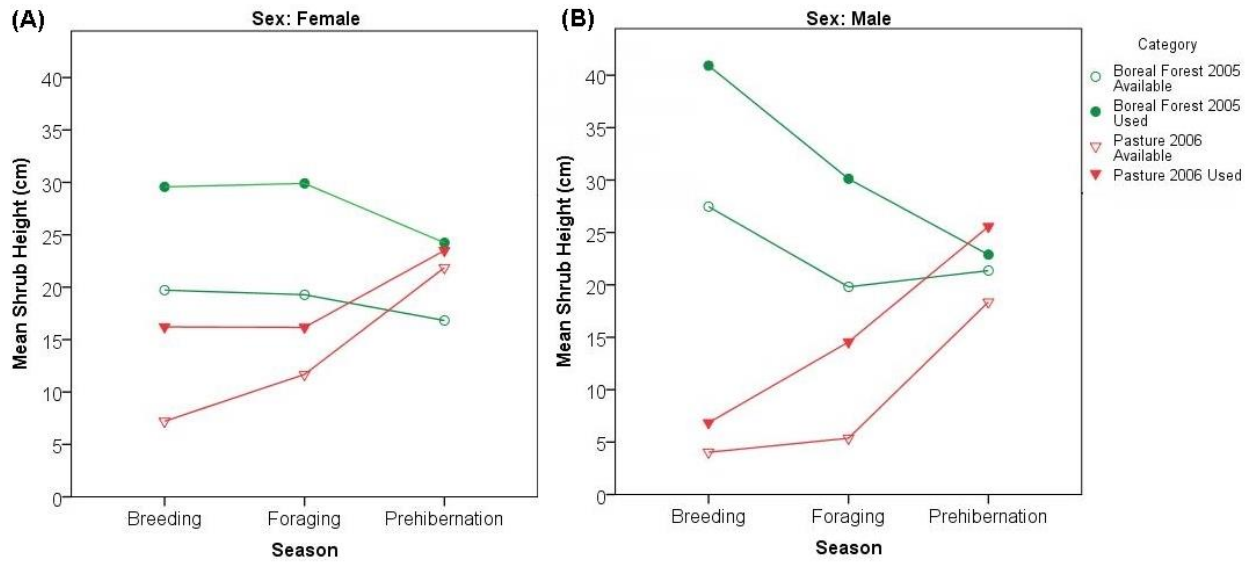 (A)
Sex: Female
Mean Shrub Height (cm)
40
35
30
25
20
15
10
5
0
Breeding
Foraging
Prehibernation
Season
(B)
Sex: Male
Mean Shrub Height (cm)
40
35
30
25
20
15
10
5
0
Breeding
Foraging
Prehibernation
Season
Category
Boreal Forest 2005
Available
Boreal Forest 2005
Used
Pasture 2006
Available
Pasture 2006 Used